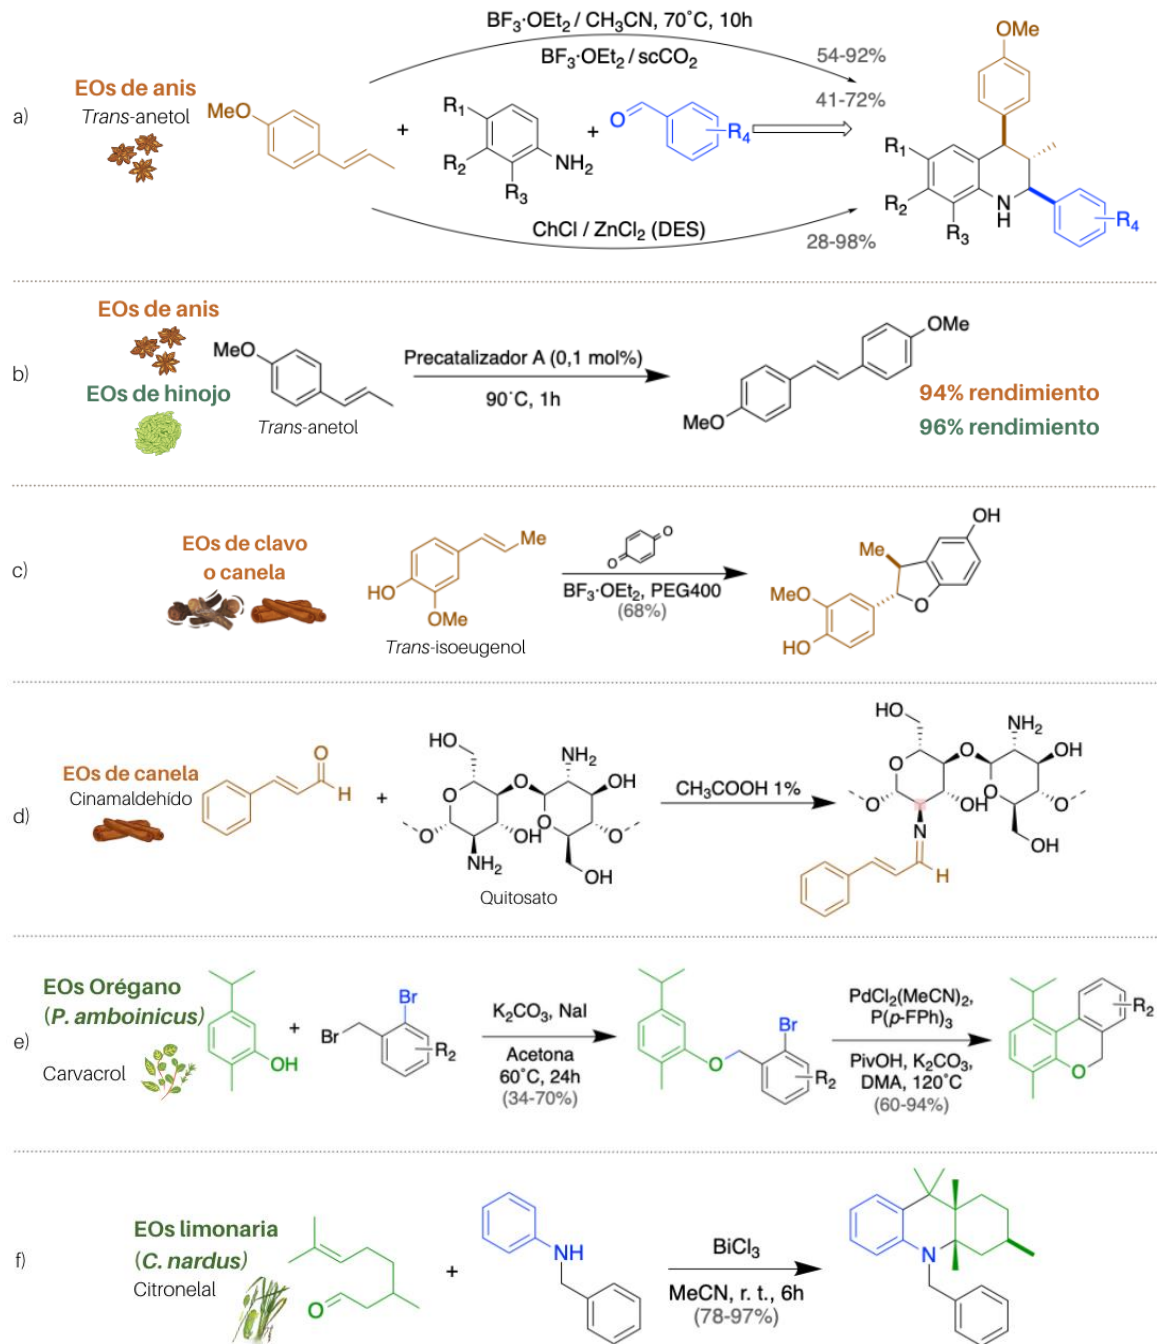 a)
EOs de anis
Trans-anetol
MeO
+
R₁
R₂
R₃
NH₂
+
O
R₄
BF₃·OEt₂ / CH₃CN, 70˚C, 10h
BF₃·OEt₂ / scCO₂
54-92%
41-72%
ChCl / ZnCl₂ (DES)
28-98%
OMe
R₁
R₂
R₃
N
H
R₄
b)
EOs de anis
EOs de hinojo
MeO
Trans-anetol
Precatalizador A (0,1 mol%)
90˚C, 1h
OMe
MeO
94% rendimiento
96% rendimiento
c)
EOs de clavo
o canela
Me
HO
OMe
Trans-isoeugenol
O
O
BF₃·OEt₂, PEG400
(68%)
OH
Me
MeO
O
HO
d)
EOs de canela
Cinamaldehído
O
H
+
HO
NH₂
O
O
OH
O
OH
O
O
NH₂
OH
Quitosato
CH₃COOH 1%
HO
NH₂
O
O
OH
O
OH
O
O
N
OH
H
e)
EOs Orégano
(P. amboinicus)
Carvacrol
OH
+
Br
Br
R₂
K₂CO₃, NaI
Acetona
60˚C, 24h
(34-70%)
Br
O
R₂
PdCl₂(MeCN)₂,
P(p-FPh)₃
PivOH, K₂CO₃,
DMA, 120˚C
(60-94%)
R₂
O
f)
EOs limonaria
(C. nardus)
Citronelal
O
+
NH
BiCl₃
MeCN, r. t., 6h
(78-97%)
N